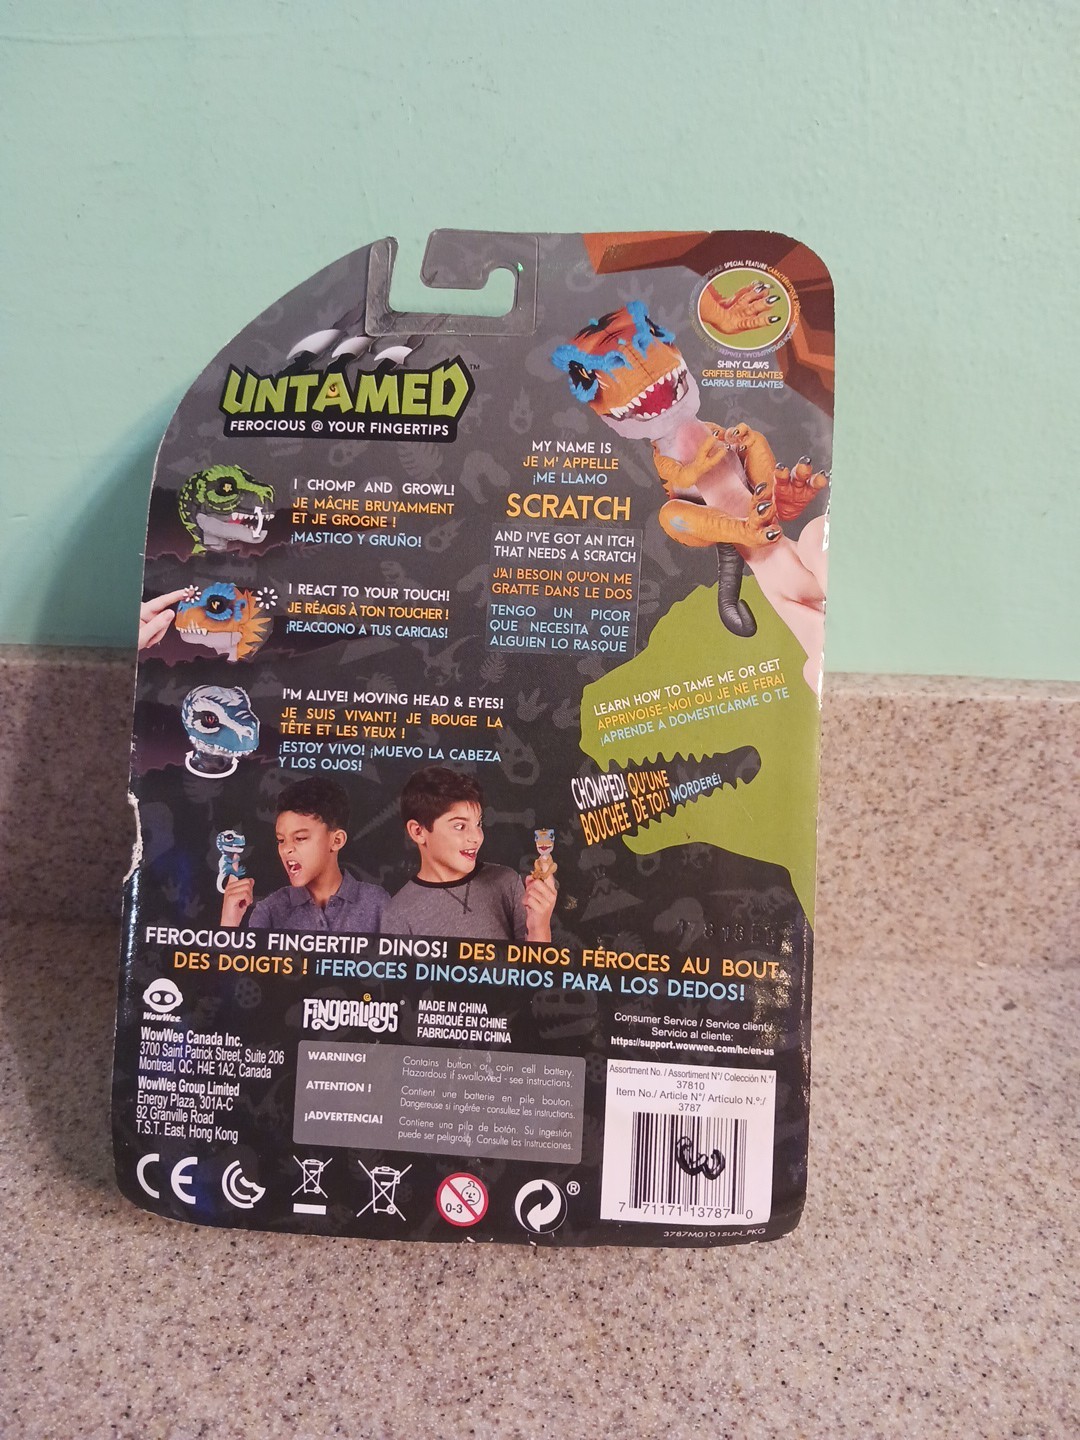 SPECIAL FEATURE
SHINY CLAWS
GRIFFES BRILLANTES
GARRAS BRILLANTES
UNTAMED™
FEROCIOUS @ YOUR FINGERTIPS
MY NAME IS
JE M' APPELLE
¡ME LLAMO
SCRATCH
AND I'VE GOT AN ITCH
THAT NEEDS A SCRATCH
J'AI BESOIN QU'ON ME
GRATTE DANS LE DOS
TENGO UN PICOR
QUE NECESITA QUE
ALGUIEN LO RASQUE
I CHOMP AND GROWL!
JE MÂCHE BRUYAMMENT
ET JE GROGNE !
¡MASTICO Y GRUÑO!
I REACT TO YOUR TOUCH!
JE RÉAGIS À TON TOUCHER !
¡REACCIONO A TUS CARICIAS!
I'M ALIVE! MOVING HEAD & EYES!
JE SUIS VIVANT! JE BOUGE LA
TÊTE ET LES YEUX !
¡ESTOY VIVO! ¡MUEVO LA CABEZA
Y LOS OJOS!
LEARN HOW TO TAME ME OR GET
APPRIVOISE-MOI OU JE NE FERAI
¡APRENDE A DOMESTICARME O TE
CHOMPED! QU'UNE
BOUCHÉE DE TOI! MORDERÉ!
FEROCIOUS FINGERTIP DINOS! DES DINOS FÉROCES AU BOUT
DES DOIGTS ! ¡FEROCES DINOSAURIOS PARA LOS DEDOS!
WowWee
WowWee Canada Inc.
3700 Saint Patrick Street, Suite 206
Montreal, QC, H4E 1A2, Canada
WowWee Group Limited
Energy Plaza, 301A-C
92 Granville Road
T.S.T. East, Hong Kong
FINGERLINGS®
MADE IN CHINA
FABRIQUÉ EN CHINE
FABRICADO EN CHINA
WARNING!
Contains button or coin cell battery.
Hazardous if swallowed - see instructions.
ATTENTION !
Contient une batterie en pile bouton.
Dangereuse si ingérée - consultez les instructions.
¡ADVERTENCIA!
Contiene una pila de botón. Su ingestión
puede ser peligrosa. Consulte las instrucciones.
Consumer Service / Service client/
Servicio al cliente:
https://support.wowwee.com/hc/en-us
Assortment No. / Assortiment N°/ Colección N.°/
37810
Item No./ Article N°/ Artículo N.º:/
3787
7 71171 13787 0
3787M0101SUN_PKG
CE
0-3
®